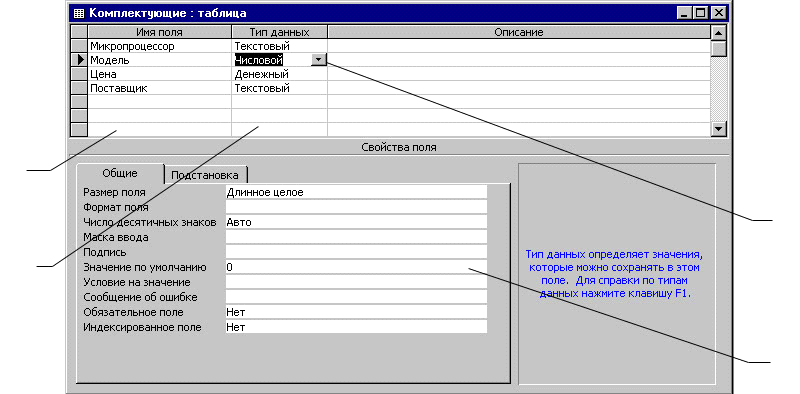 Комплектующие : таблица
Имя поля Тип данных Описание
Микропроцессор Текстовый
Модель Числовой
Цена Денежный
Поставщик Текстовый
Свойства поля
Общие Подстановка
Размер поля Длинное целое
Формат поля
Число десятичных знаков Авто
Маска ввода
Подпись
Значение по умолчанию 0
Условие на значение
Сообщение об ошибке
Обязательное поле Нет
Индексированное поле Нет
Тип данных определяет значения,
которые можно сохранять в этом
поле. Для справки по типам
данных нажмите клавишу F1.